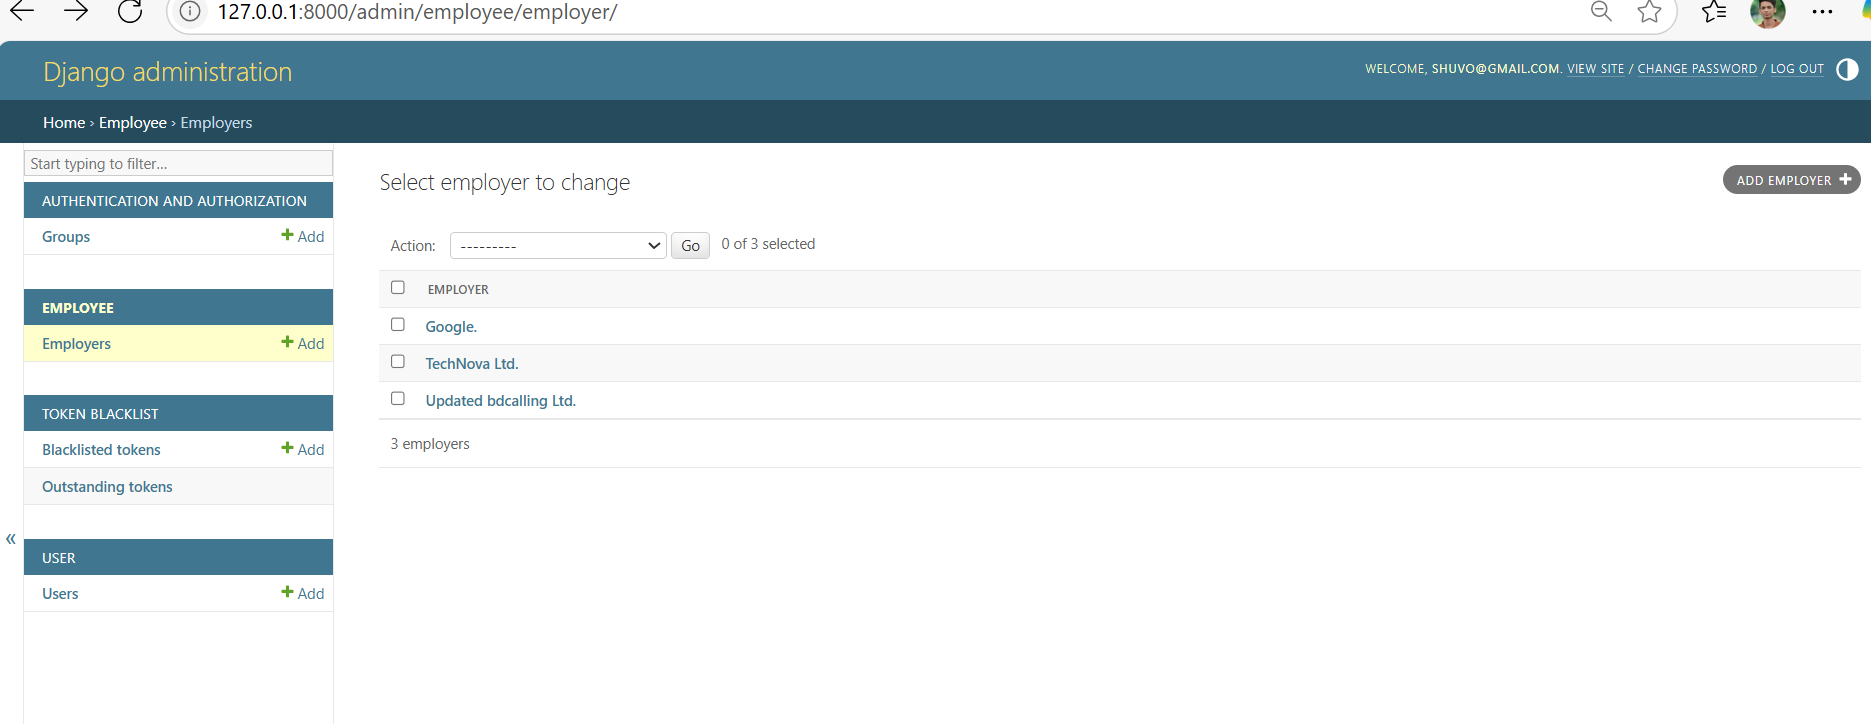 127.0.0.1:8000/admin/employee/employer/
Django administration
WELCOME, SHUVO@GMAIL.COM. VIEW SITE / CHANGE PASSWORD / LOG OUT
Home › Employee › Employers
Start typing to filter...
AUTHENTICATION AND AUTHORIZATION
Groups + Add
EMPLOYEE
Employers + Add
TOKEN BLACKLIST
Blacklisted tokens + Add
Outstanding tokens
«
USER
Users + Add
Select employer to change
ADD EMPLOYER +
Action: --------- Go 0 of 3 selected
EMPLOYER
Google.
TechNova Ltd.
Updated bdcalling Ltd.
3 employers